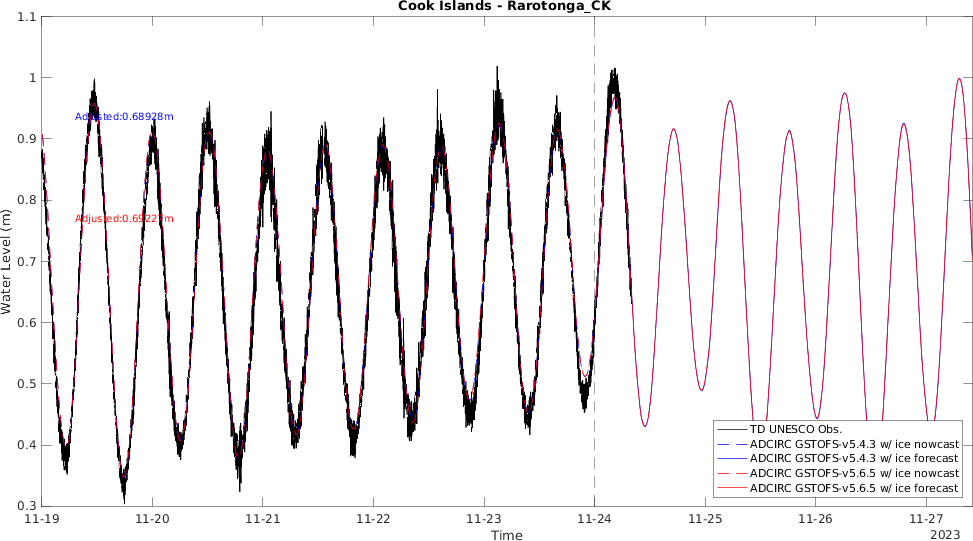 Cook Islands - Rarotonga_CK
Water Level (m)
1.1
1
0.9
0.8
0.7
0.6
0.5
0.4
0.3
Adjusted:0.68928m
Adjusted:0.69227m
11-19
11-20
11-21
11-22
11-23
11-24
11-25
11-26
11-27
Time
2023
TD UNESCO Obs.
ADCIRC GSTOFS-v5.4.3 w/ ice nowcast
ADCIRC GSTOFS-v5.4.3 w/ ice forecast
ADCIRC GSTOFS-v5.6.5 w/ ice nowcast
ADCIRC GSTOFS-v5.6.5 w/ ice forecast